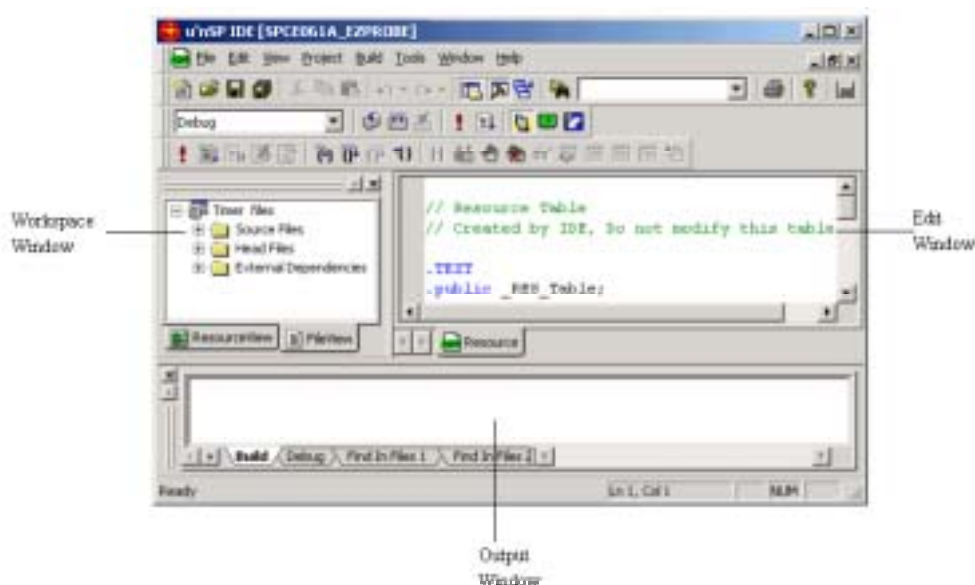 u'nSP IDE [SPCE061A_EZPROBE]
File Edit View Project Build Tools Window Help
Debug
Workspace
Window
Timer files
Source Files
Head Files
External Dependencies
ResourceView FileView
// Resource Table
// Created by IDE, Do not modify this table
.TEXT
.public _RES_Table;
Resource
Edit
Window
Build Debug Find In Files 1 Find In Files 2
Ready Ln 1, Col 1 NUM
Output
Window